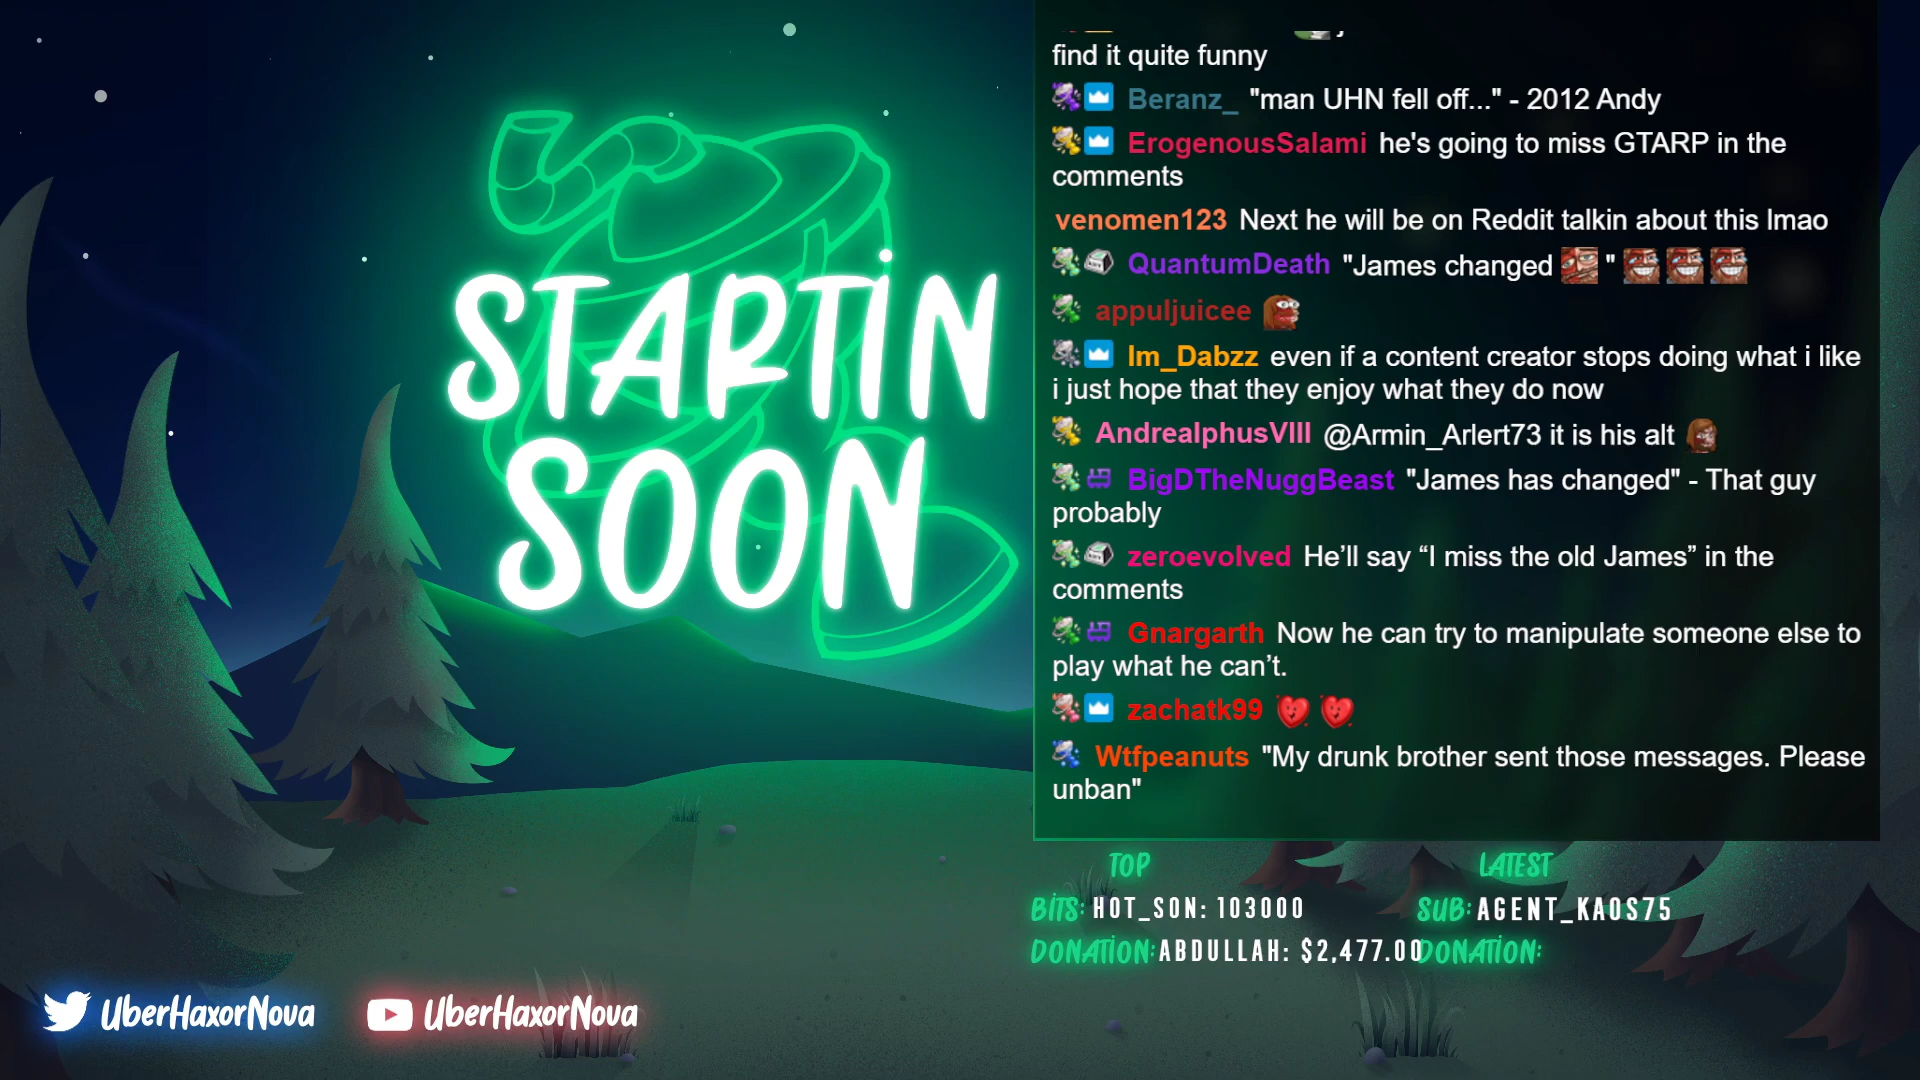 STARTIN
SOON
find it quite funny
Beranz_ "man UHN fell off..." - 2012 Andy
ErogenousSalami he's going to miss GTARP in the
comments
venomen123 Next he will be on Reddit talkin about this lmao
QuantumDeath "James changed "
appuljuicee
Im_Dabzz even if a content creator stops doing what i like
i just hope that they enjoy what they do now
AndrealphusVIII @Armin_Arlert73 it is his alt
BigDTheNuggBeast "James has changed" - That guy
probably
zeroevolved He’ll say “I miss the old James” in the
comments
Gnargarth Now he can try to manipulate someone else to
play what he can’t.
zachatk99
Wtfpeanuts "My drunk brother sent those messages. Please
unban"
TOP
BITS: HOT_SON: 103000
DONATION: ABDULLAH: $2,477.00
LATEST
SUB: AGENT_KAOS75
DONATION:
UberHaxorNova
UberHaxorNova